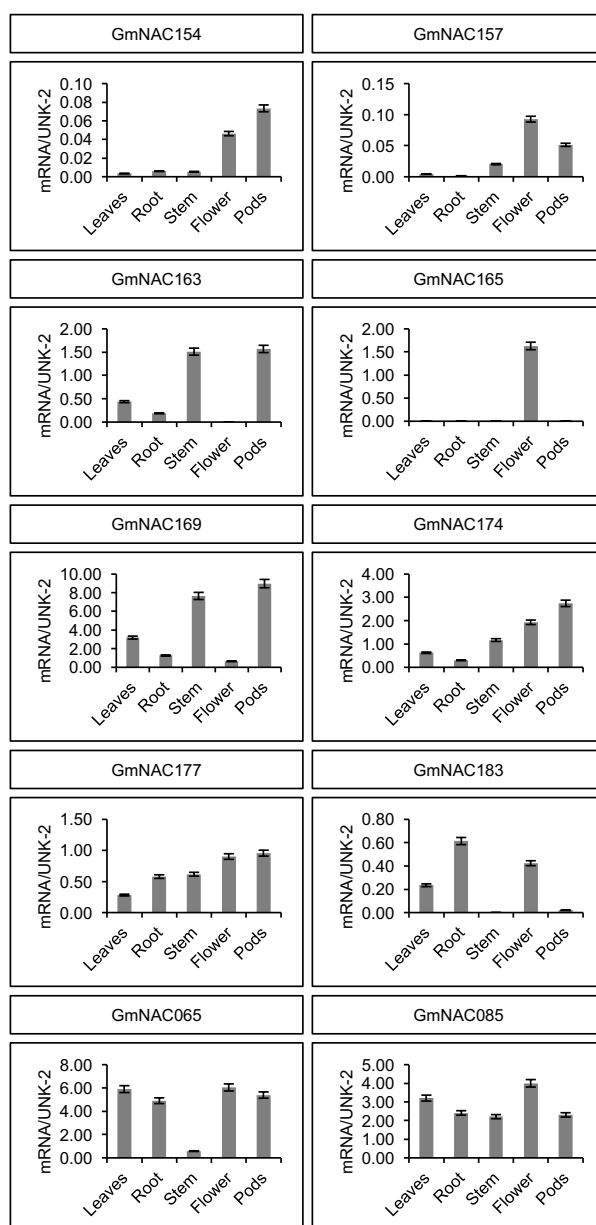 GmNAC154
GmNAC157
mRNA/UNK-2
0.10
0.08
0.06
0.04
0.02
0.00
Leaves
Root
Stem
Flower
Pods
mRNA/UNK-2
0.15
0.10
0.05
0.00
Leaves
Root
Stem
Flower
Pods
GmNAC163
GmNAC165
mRNA/UNK-2
2.00
1.50
1.00
0.50
0.00
Leaves
Root
Stem
Flower
Pods
mRNA/UNK-2
2.00
1.50
1.00
0.50
0.00
Leaves
Root
Stem
Flower
Pods
GmNAC169
GmNAC174
mRNA/UNK-2
10.00
8.00
6.00
4.00
2.00
0.00
Leaves
Root
Stem
Flower
Pods
mRNA/UNK-2
4.00
3.00
2.00
1.00
0.00
Leaves
Root
Stem
Flower
Pods
GmNAC177
GmNAC183
mRNA/UNK-2
1.50
1.00
0.50
0.00
Leaves
Root
Stem
Flower
Pods
mRNA/UNK-2
0.80
0.60
0.40
0.20
0.00
Leaves
Root
Stem
Flower
Pods
GmNAC065
GmNAC085
mRNA/UNK-2
8.00
6.00
4.00
2.00
0.00
Leaves
Root
Stem
Flower
Pods
mRNA/UNK-2
5.00
4.00
3.00
2.00
1.00
0.00
Leaves
Root
Stem
Flower
Pods